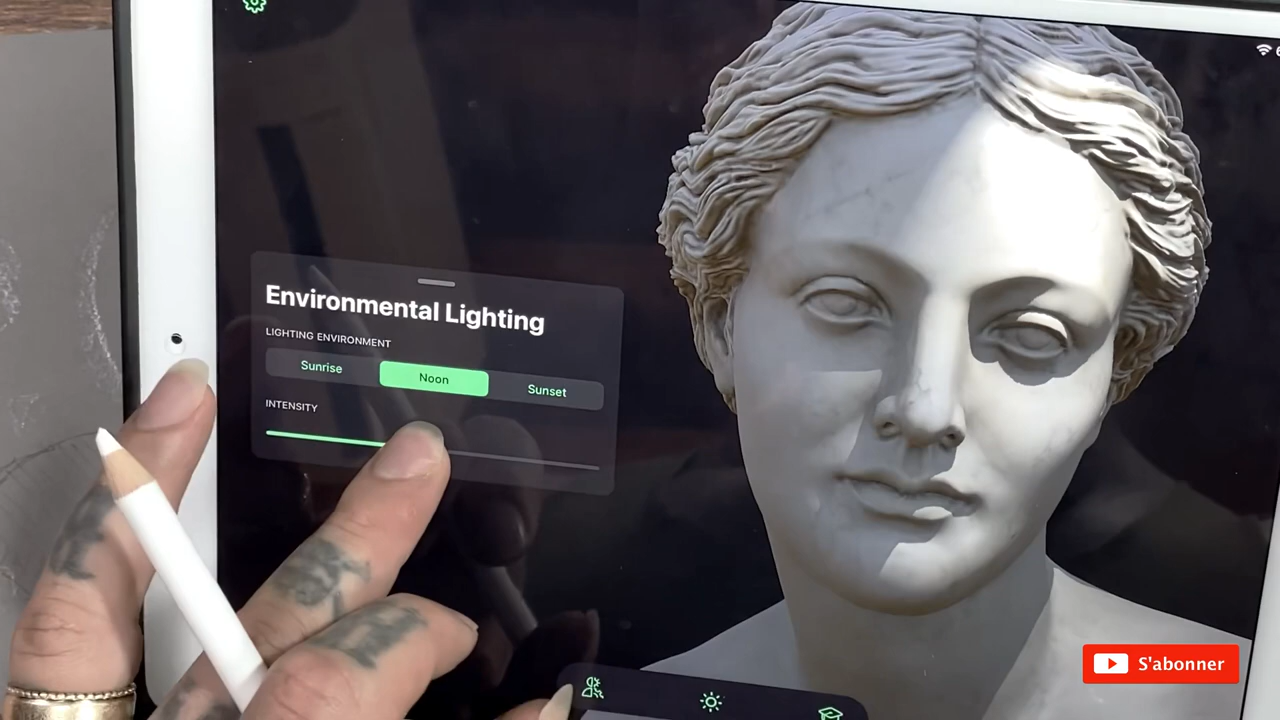 Environmental Lighting
LIGHTING ENVIRONMENT
Sunrise Noon Sunset
INTENSITY
S'abonner